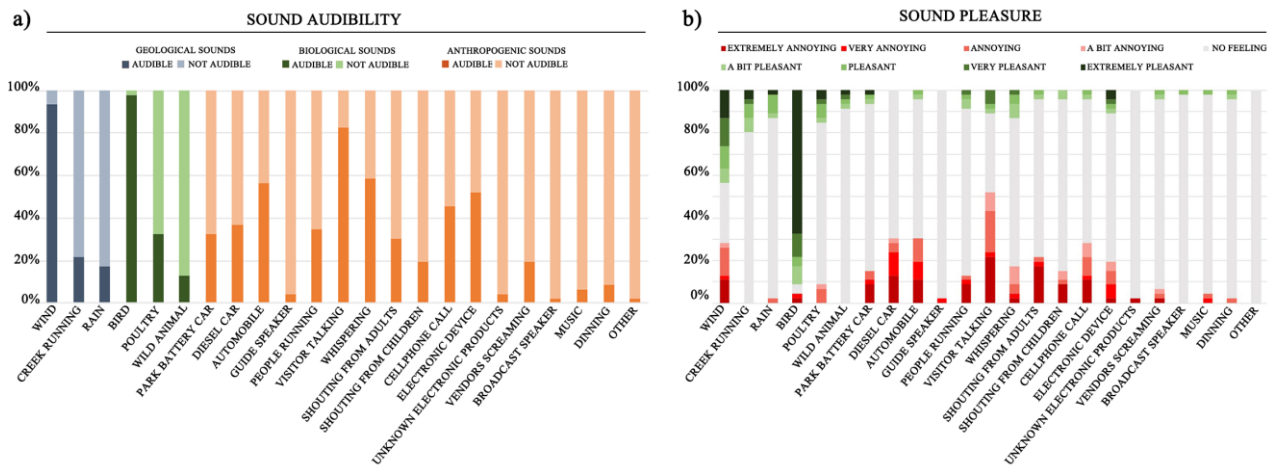 a)
SOUND AUDIBILITY
GEOLOGICAL SOUNDS
BIOLOGICAL SOUNDS
ANTHROPOGENIC SOUNDS
AUDIBLE
NOT AUDIBLE
AUDIBLE
NOT AUDIBLE
AUDIBLE
NOT AUDIBLE
100%
80%
60%
40%
20%
0%
WIND
CREEK RUNNING
RAIN
BIRD
POULTRY
WILD ANIMAL
PARK BATTERY CAR
DIESEL CAR
AUTOMOBILE
GUIDE SPEAKER
PEOPLE RUNNING
VISITOR TALKING
WHISPERING
SHOUTING FROM ADULTS
SHOUTING FROM CHILDREN
CELLPHONE CALL
ELECTRONIC DEVICE
UNKNOWN ELECTRONIC PRODUCTS
VENDORS SCREAMING
BROADCAST SPEAKER
MUSIC
DINNING
OTHER
b)
SOUND PLEASURE
EXTREMELY ANNOYING
VERY ANNOYING
ANNOYING
A BIT ANNOYING
NO FEELING
A BIT PLEASANT
PLEASANT
VERY PLEASANT
EXTREMELY PLEASANT
100%
80%
60%
40%
20%
0%
WIND
CREEK RUNNING
RAIN
BIRD
POULTRY
WILD ANIMAL
PARK BATTERY CAR
DIESEL CAR
AUTOMOBILE
GUIDE SPEAKER
PEOPLE RUNNING
VISITOR TALKING
WHISPERING
SHOUTING FROM ADULTS
SHOUTING FROM CHILDREN
CELLPHONE CALL
ELECTRONIC DEVICE
UNKNOWN ELECTRONIC PRODUCTS
VENDORS SCREAMING
BROADCAST SPEAKER
MUSIC
DINNING
OTHER